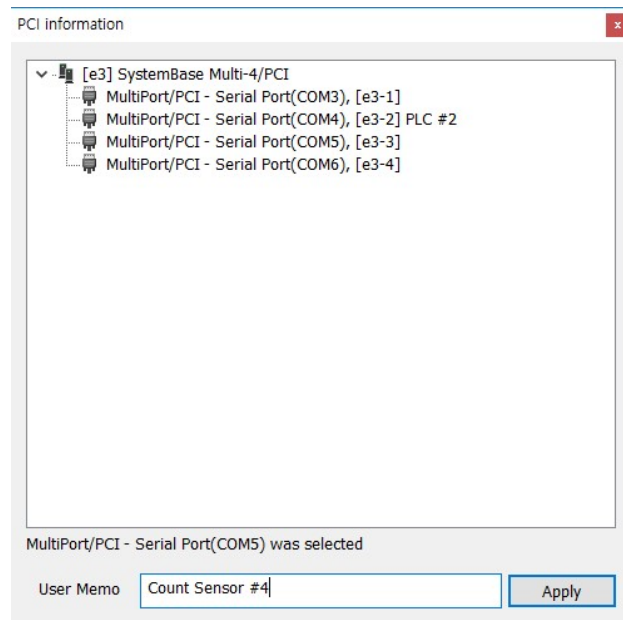 PCI information
x
[e3] SystemBase Multi-4/PCI
MultiPort/PCI - Serial Port(COM3), [e3-1]
MultiPort/PCI - Serial Port(COM4), [e3-2] PLC #2
MultiPort/PCI - Serial Port(COM5), [e3-3]
MultiPort/PCI - Serial Port(COM6), [e3-4]
MultiPort/PCI - Serial Port(COM5) was selected
User Memo Count Sensor #4 Apply